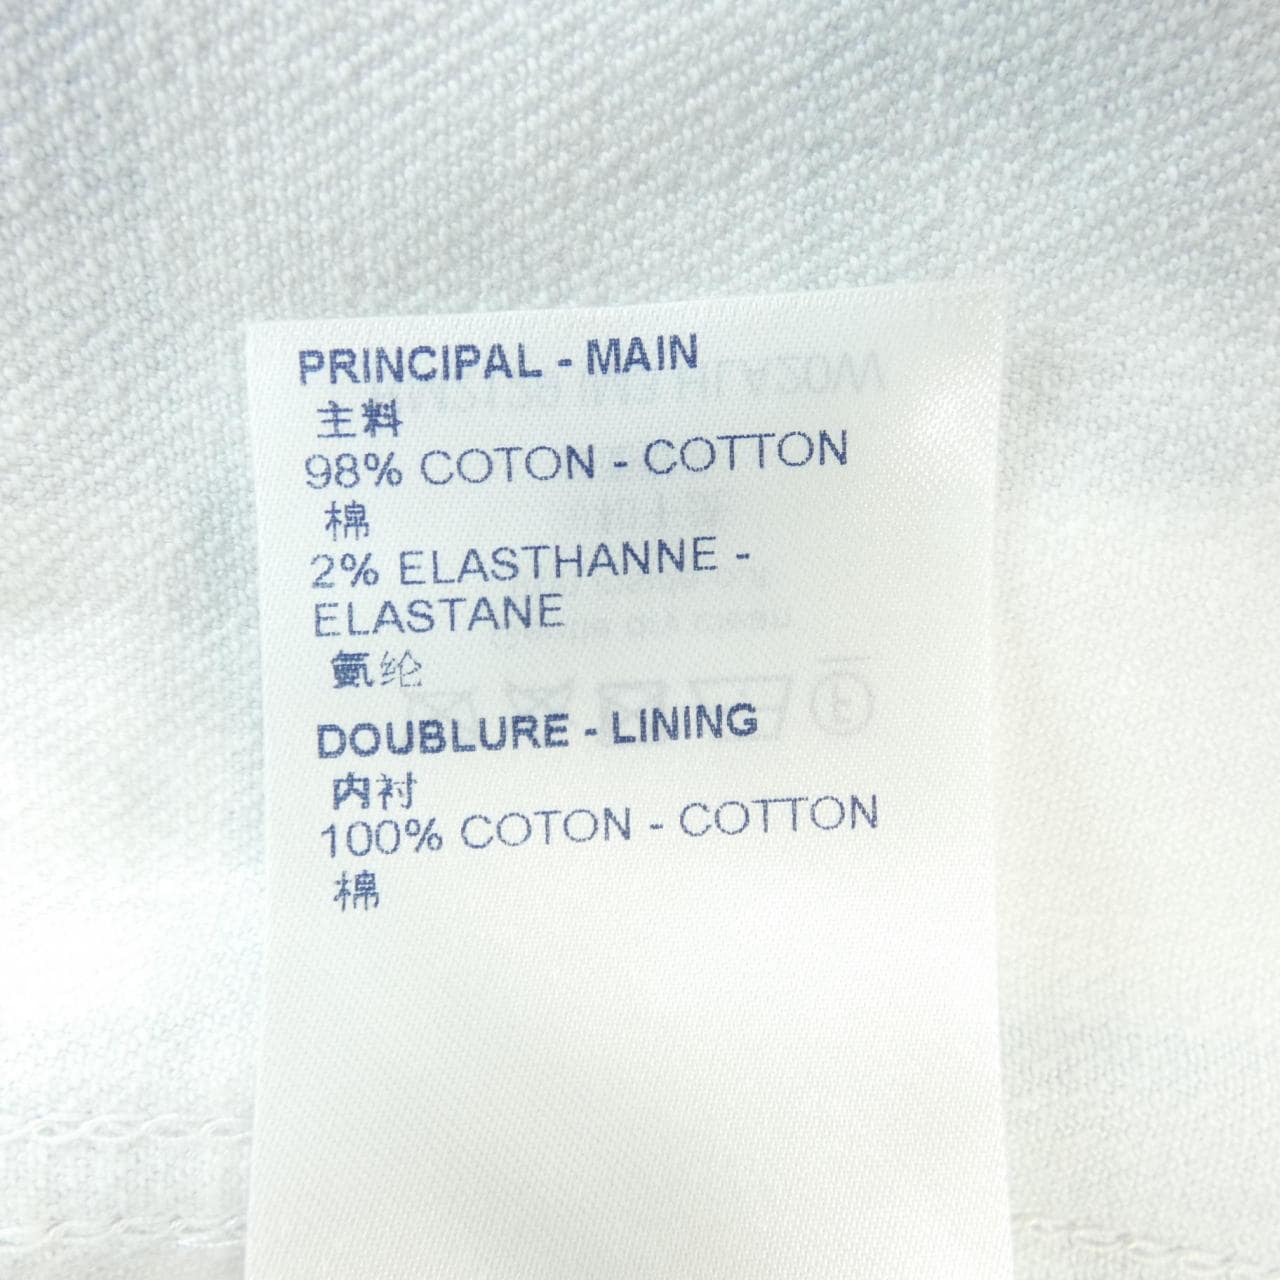 PRINCIPAL - MAIN
主料
98% COTON - COTTON
棉
2% ELASTHANNE -
ELASTANE
氨纶
DOUBLURE - LINING
内衬
100% COTON - COTTON
棉